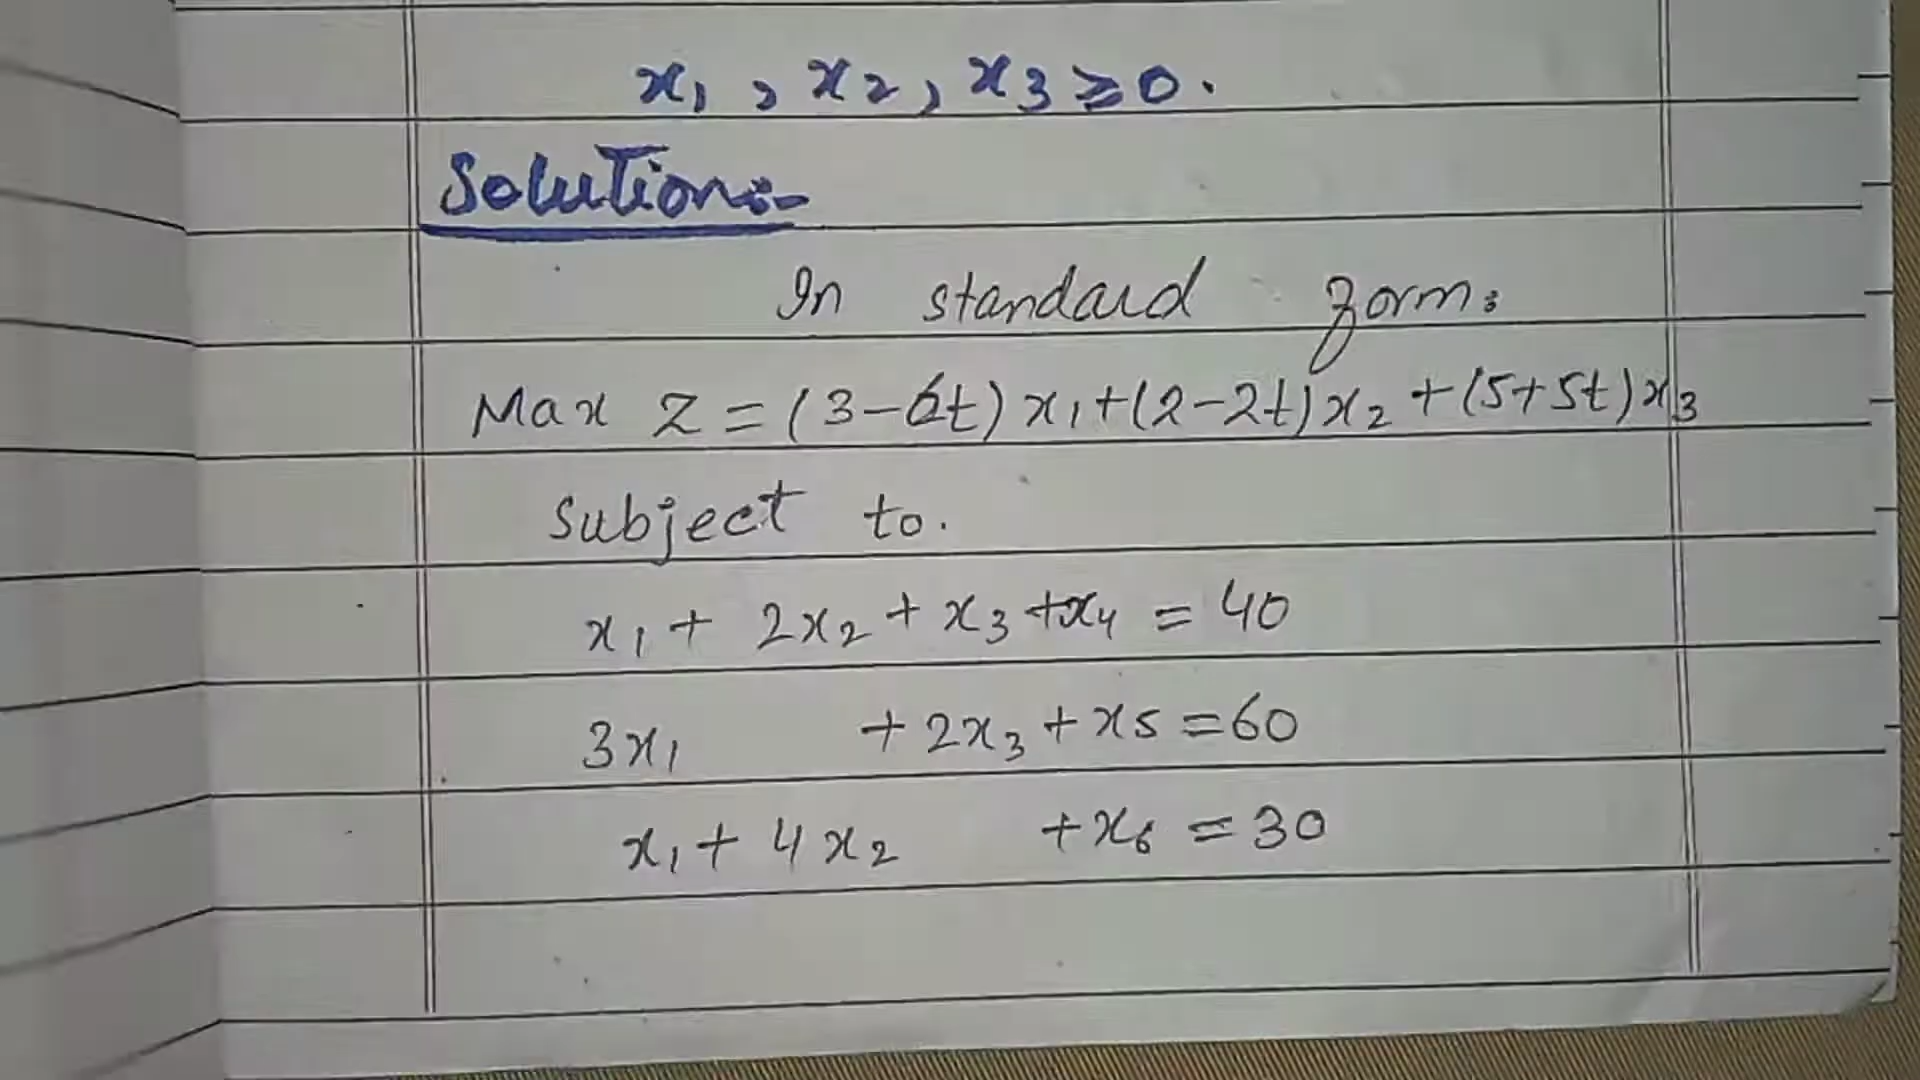 x₁, x₂, x₃ ≥ 0.
Solution:-
In standard form:
Max Z = (3-6t) x₁ + (2-2t) x₂ + (5+5t) x₃
Subject to.
x₁ + 2x₂ + x₃ + x₄ = 40
3x₁ + 2x₃ + x5 = 60
x₁ + 4x₂ + x₆ = 30